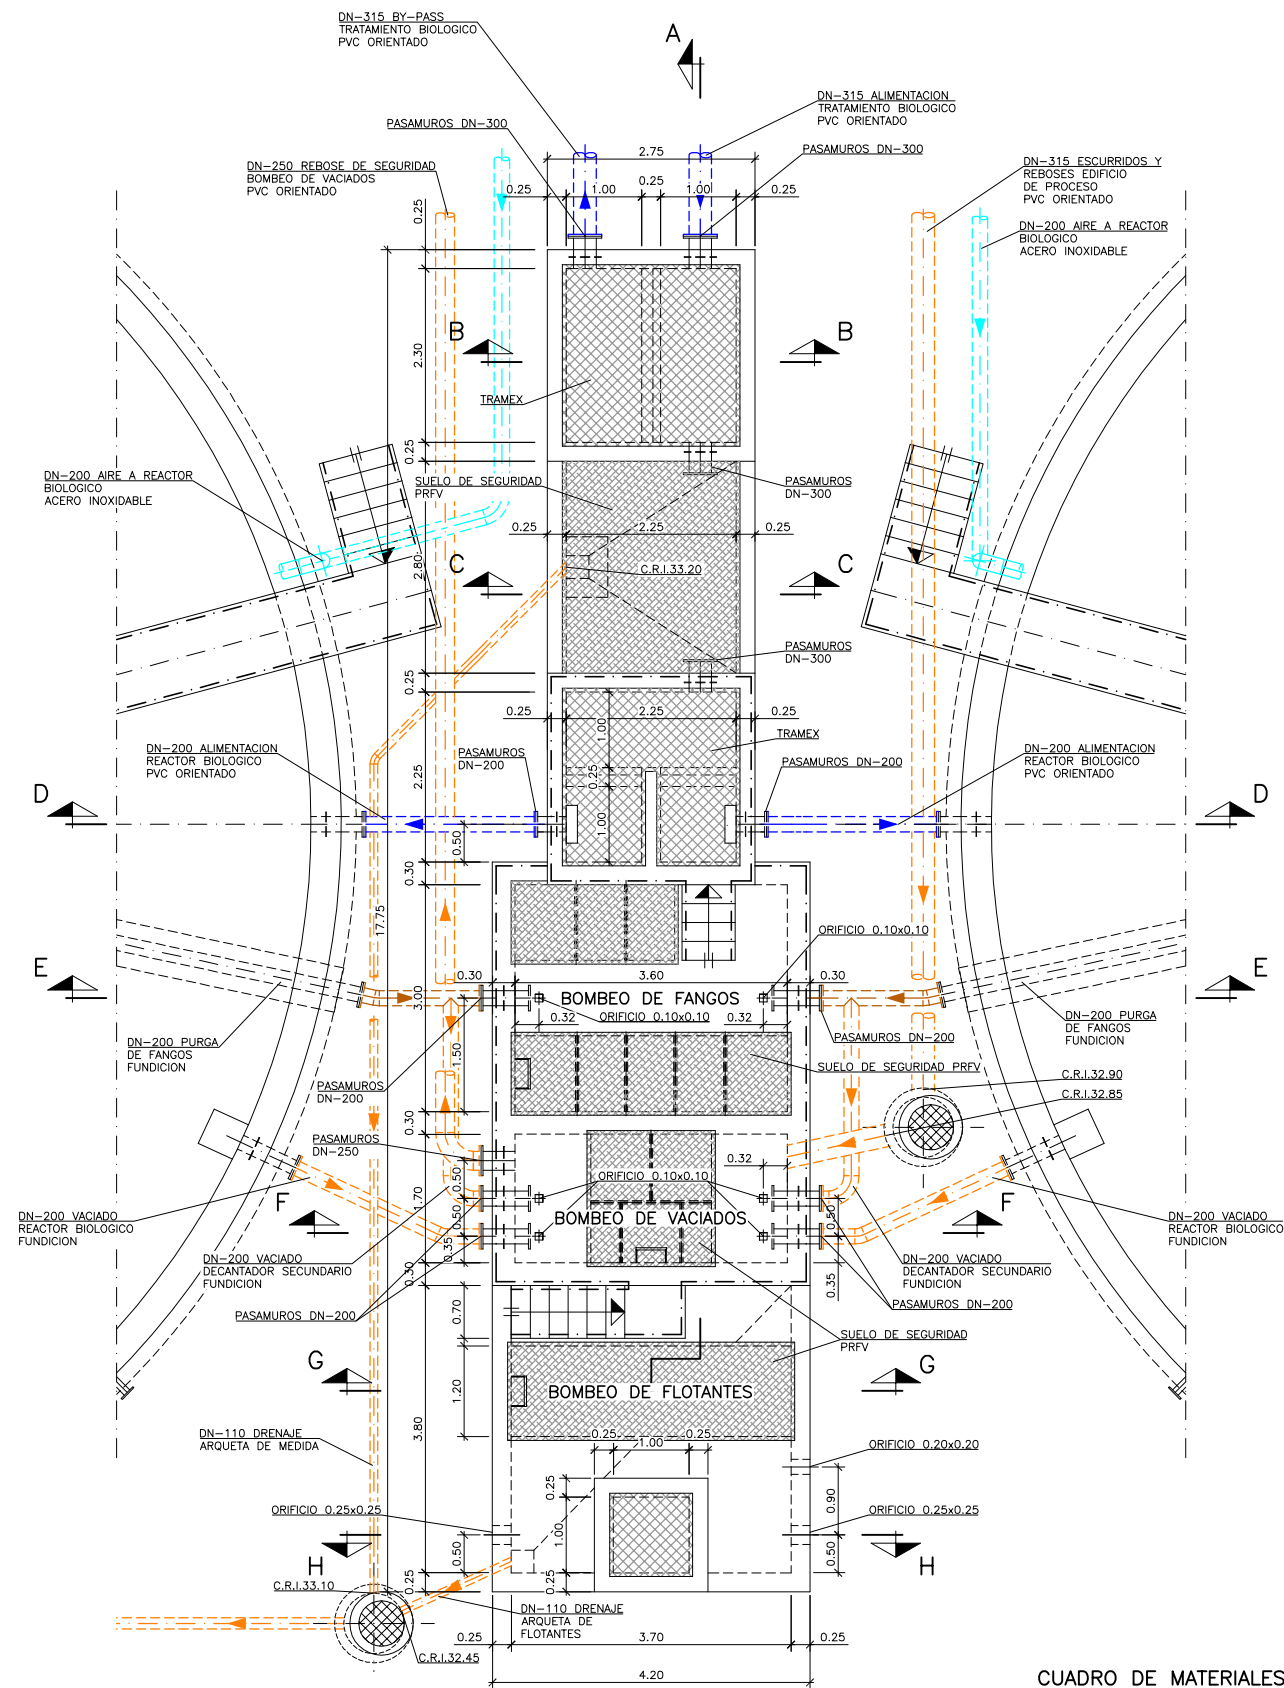 DN-315 BY-PASS
TRATAMIENTO BIOLOGICO
PVC ORIENTADO
A
DN-315 ALIMENTACION
TRATAMIENTO BIOLOGICO
PVC ORIENTADO
PASAMUROS DN-300
PASAMUROS DN-300
2.75
DN-250 REBOSE DE SEGURIDAD
BOMBEO DE VACIADOS
PVC ORIENTADO
DN-315 ESCURRIDOS Y
REBOSES EDIFICIO
DE PROCESO
PVC ORIENTADO
0.25
1.00
0.25
1.00
0.25
0.25
DN-200 AIRE A REACTOR
BIOLOGICO
ACERO INOXIDABLE
B
B
2.30
TRAMEX
0.25
DN-200 AIRE A REACTOR
BIOLOGICO
ACERO INOXIDABLE
SUELO DE SEGURIDAD
PRFV
PASAMUROS
DN-300
0.25
2.25
0.25
2.80
C
C.R.I.33.20
C
PASAMUROS
DN-300
0.25
0.25
2.25
0.25
1.00
TRAMEX
DN-200 ALIMENTACION
REACTOR BIOLOGICO
PVC ORIENTADO
PASAMUROS
DN-200
PASAMUROS DN-200
DN-200 ALIMENTACION
REACTOR BIOLOGICO
PVC ORIENTADO
2.25
0.25
D
D
1.00
0.50
0.30
17.75
ORIFICIO 0.10x0.10
E
E
0.30
3.60
0.30
3.00
BOMBEO DE FANGOS
ORIFICIO 0.10x0.10
0.32
0.32
DN-200 PURGA
DE FANGOS
FUNDICION
PASAMUROS DN-200
DN-200 PURGA
DE FANGOS
FUNDICION
1.50
SUELO DE SEGURIDAD PRFV
PASAMUROS
DN-200
C.R.I.32.90
C.R.I.32.85
0.30
PASAMUROS
DN-250
0.32
0.50
ORIFICIO 0.10x0.10
1.70
F
F
0.50
BOMBEO DE VACIADOS
0.50
DN-200 VACIADO
REACTOR BIOLOGICO
FUNDICION
DN-200 VACIADO
REACTOR BIOLOGICO
FUNDICION
0.35
DN-200 VACIADO
DECANTADOR SECUNDARIO
FUNDICION
DN-200 VACIADO
DECANTADOR SECUNDARIO
FUNDICION
0.30
0.35
PASAMUROS DN-200
0.70
PASAMUROS DN-200
SUELO DE SEGURIDAD
PRFV
G
G
1.20
BOMBEO DE FLOTANTES
3.80
DN-110 DRENAJE
ARQUETA DE MEDIDA
0.25
1.00
0.25
ORIFICIO 0.20x0.20
0.25
0.90
ORIFICIO 0.25x0.25
ORIFICIO 0.25x0.25
1.00
0.50
0.50
H
H
C.R.I.33.10
0.25
0.25
DN-110 DRENAJE
ARQUETA DE
FLOTANTES
0.25
3.70
0.25
C.R.I.32.45
4.20
CUADRO DE MATERIALES